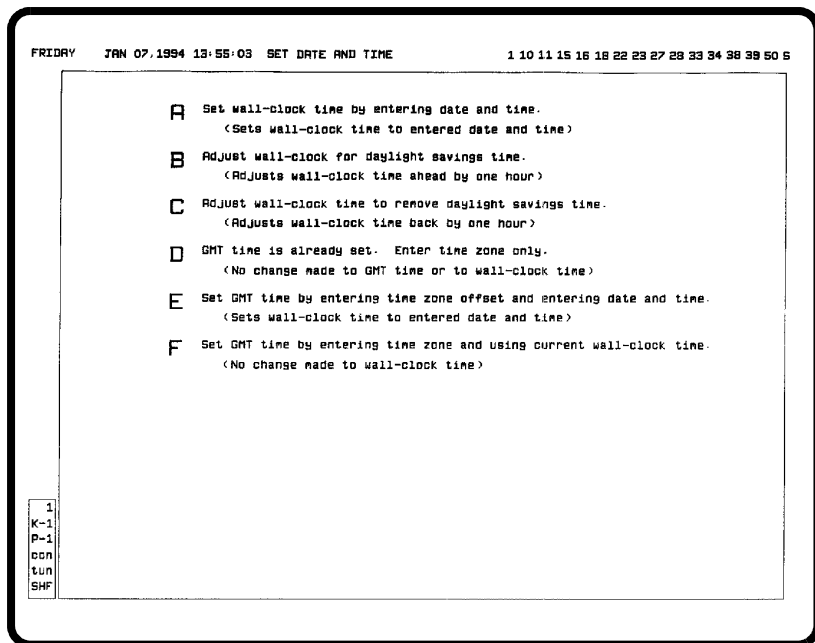 FRIDAY JAN 07,1994 13:55:03 SET DATE AND TIME 1 10 11 15 16 18 22 23 27 28 33 34 38 39 50 5
A Set wall-clock time by entering date and time.
(Sets wall-clock time to entered date and time)
B Adjust wall-clock for daylight savings time.
(Adjusts wall-clock time ahead by one hour)
C Adjust wall-clock time to remove daylight savings time.
(Adjusts wall-clock time back by one hour)
D GMT time is already set. Enter time zone only.
(No change made to GMT time or to wall-clock time)
E Set GMT time by entering time zone offset and entering date and time.
(Sets wall-clock time to entered date and time)
F Set GMT time by entering time zone and using current wall-clock time.
(No change made to wall-clock time)
1
K-1
P-1
con
tun
SHF